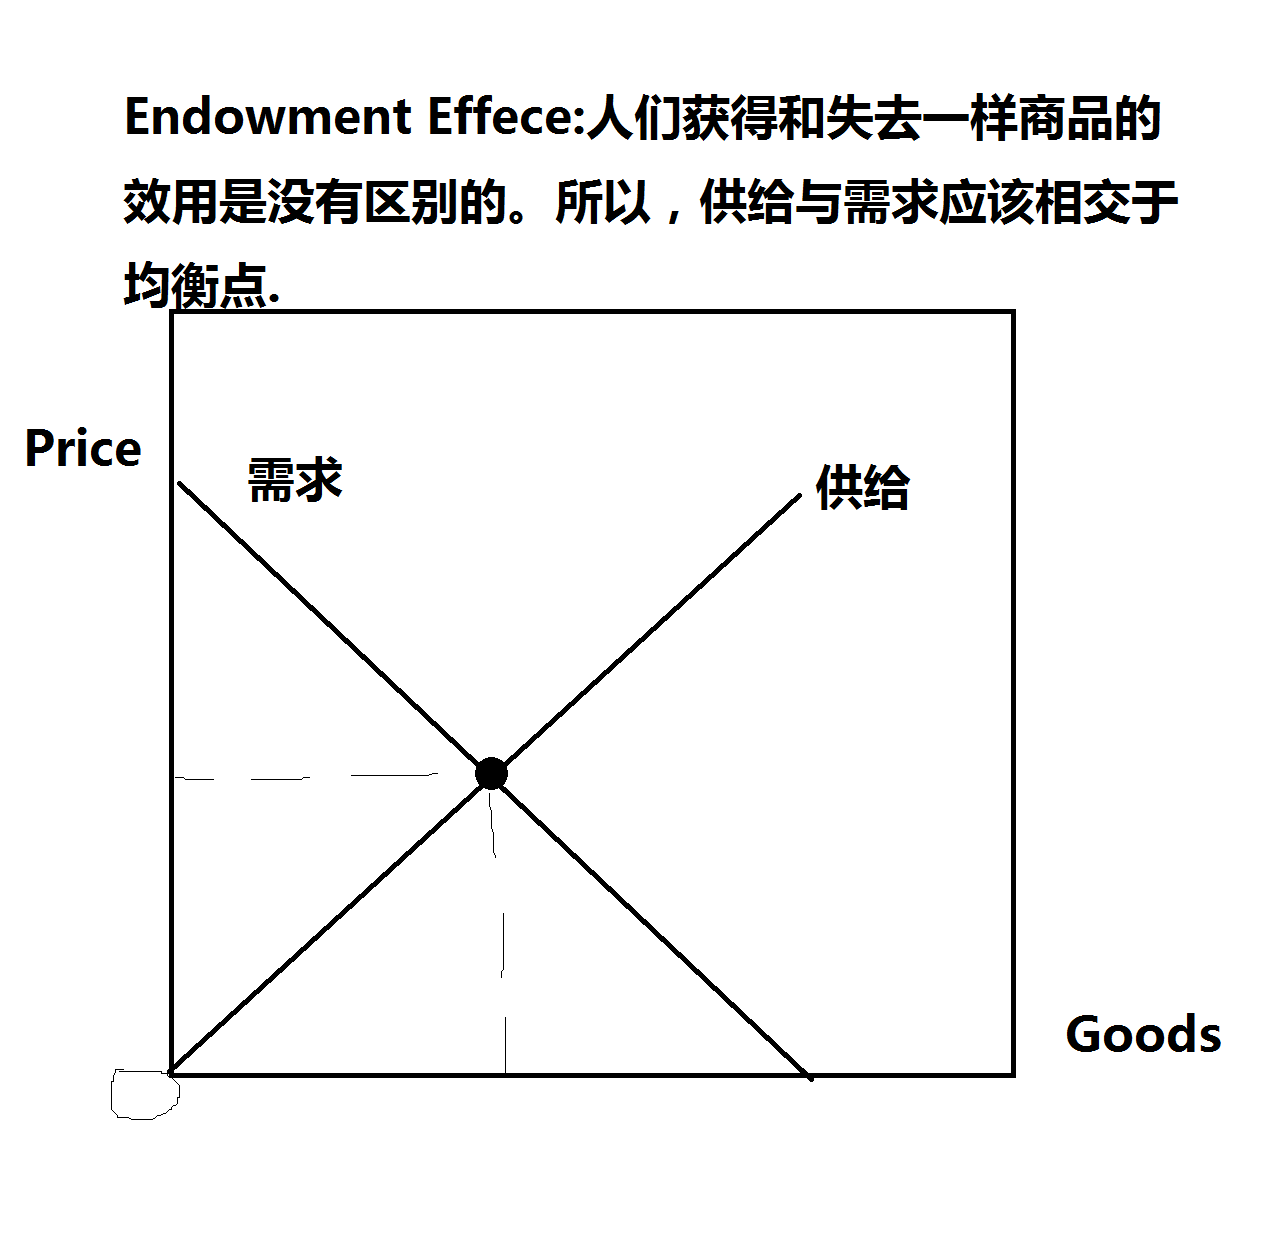 Endowment Effece:人们获得和失去一样商品的
效用是没有区别的。所以，供给与需求应该相交于
均衡点.
Price
需求
供给
Goods